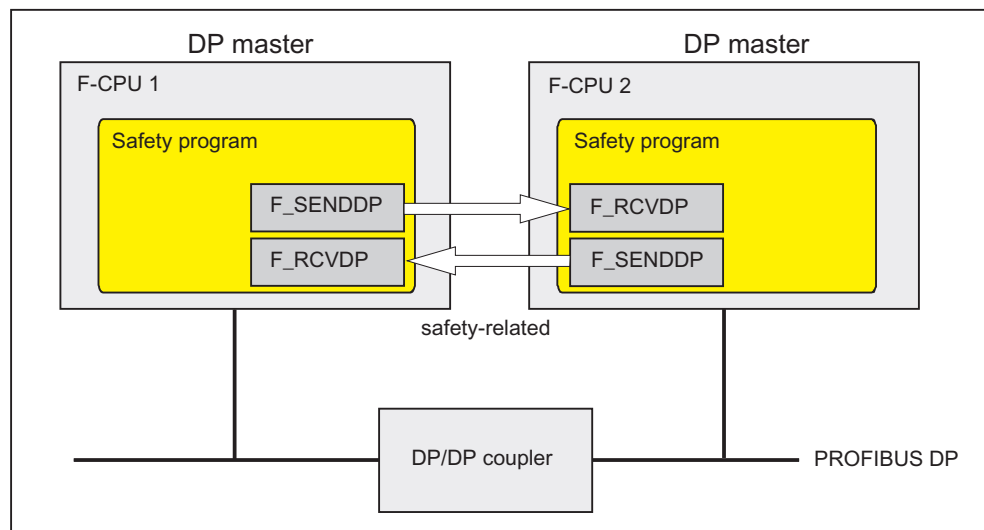 DP master
DP master
F-CPU 1
F-CPU 2
Safety program
Safety program
F_SENDDP
F_RCVDP
F_RCVDP
F_SENDDP
safety-related
DP/DP coupler
PROFIBUS DP